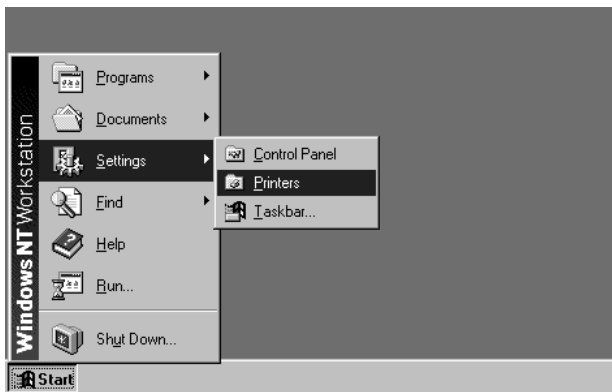 Windows NT Workstation
Programs
Documents
Settings
Find
Help
Run...
Shut Down...
Control Panel
Printers
Taskbar...
Start